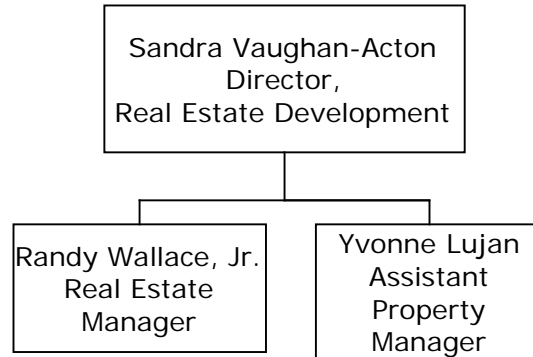 Sandra Vaughan-Acton
Director,
Real Estate Development
Randy Wallace, Jr.
Real Estate
Manager
Yvonne Lujan
Assistant
Property
Manager